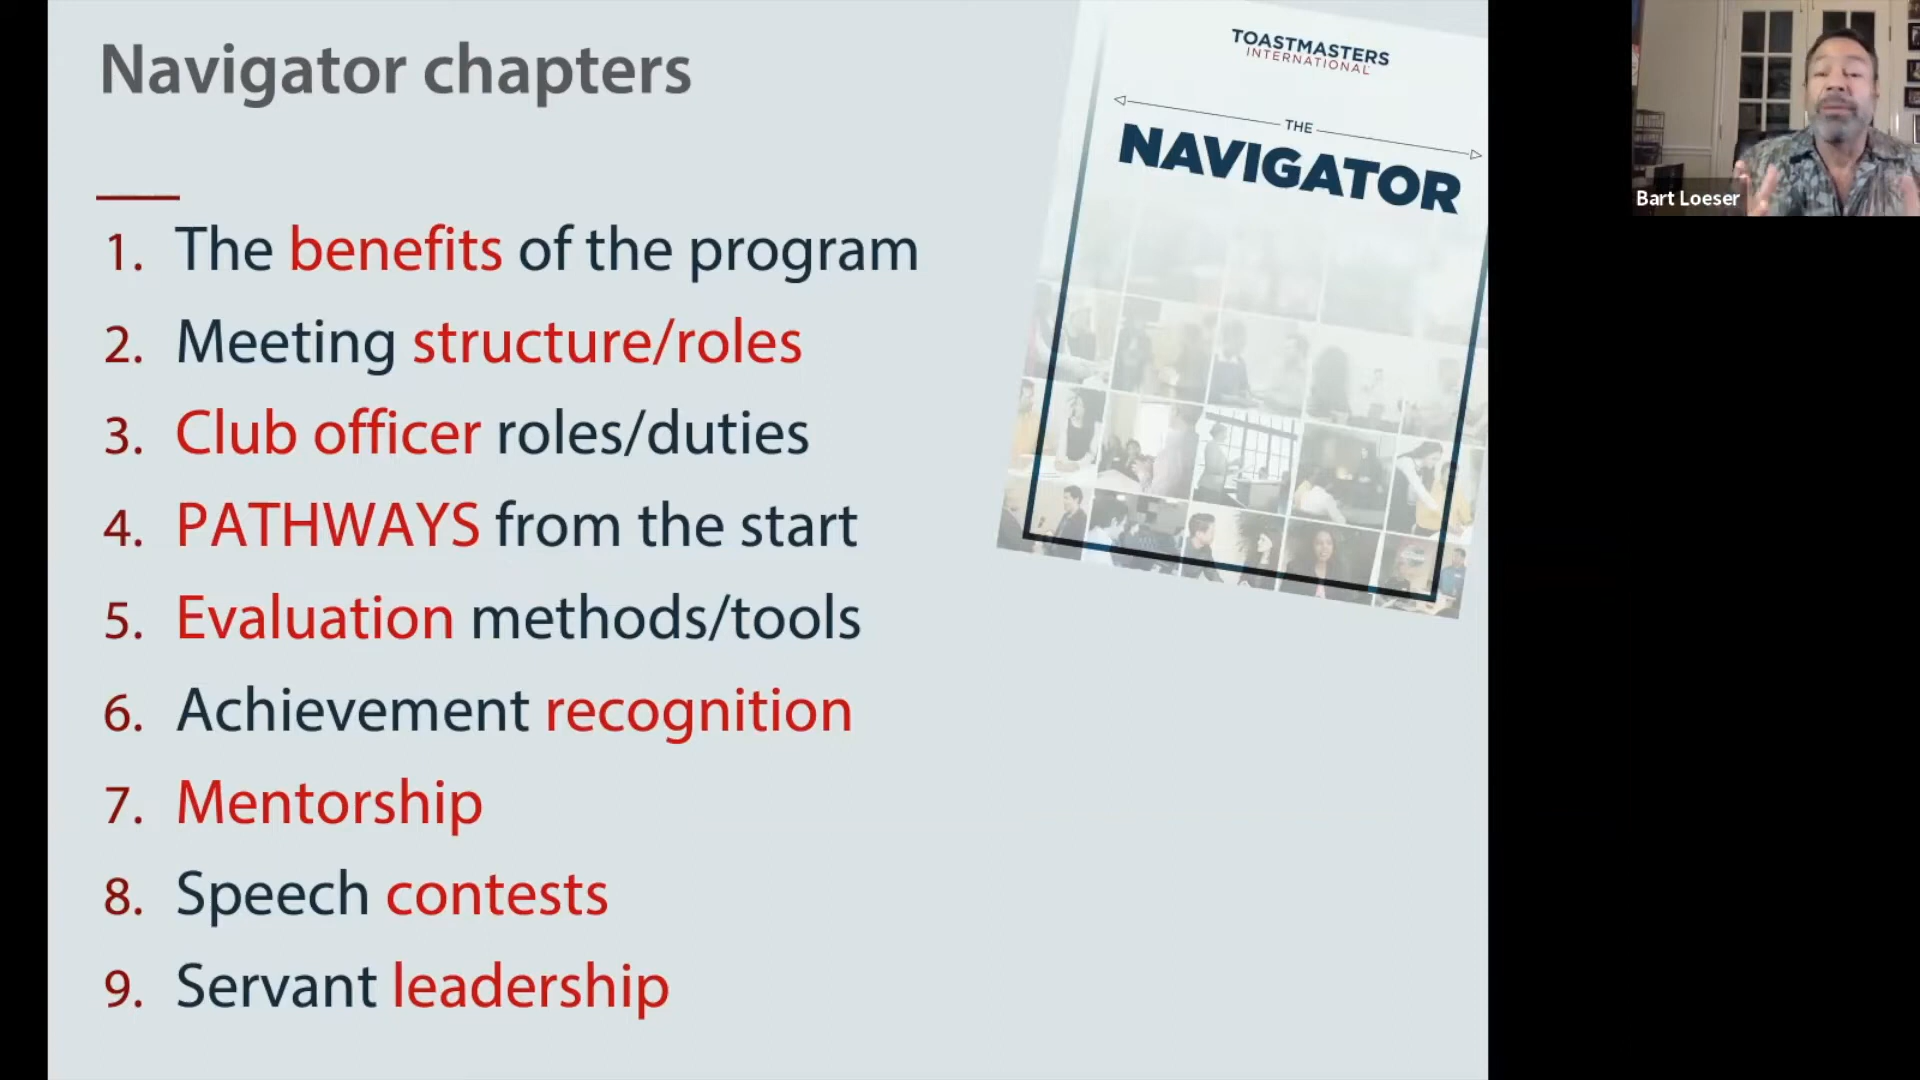 Navigator chapters
1. The benefits of the program
2. Meeting structure/roles
3. Club officer roles/duties
4. PATHWAYS from the start
5. Evaluation methods/tools
6. Achievement recognition
7. Mentorship
8. Speech contests
9. Servant leadership
TOASTMASTERS
INTERNATIONAL
THE
NAVIGATOR
Bart Loeser